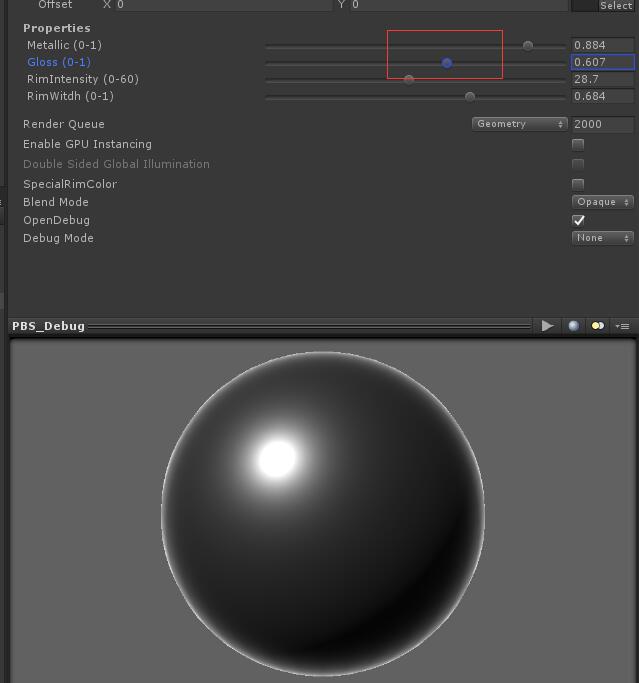 Offset X 0 Y 0 Select
Properties
Metallic (0-1) 0.884
Gloss (0-1) 0.607
RimIntensity (0-60) 28.7
RimWitdh (0-1) 0.684
Render Queue Geometry 2000
Enable GPU Instancing
Double Sided Global Illumination
SpecialRimColor
Blend Mode Opaque
OpenDebug
Debug Mode None
PBS_Debug